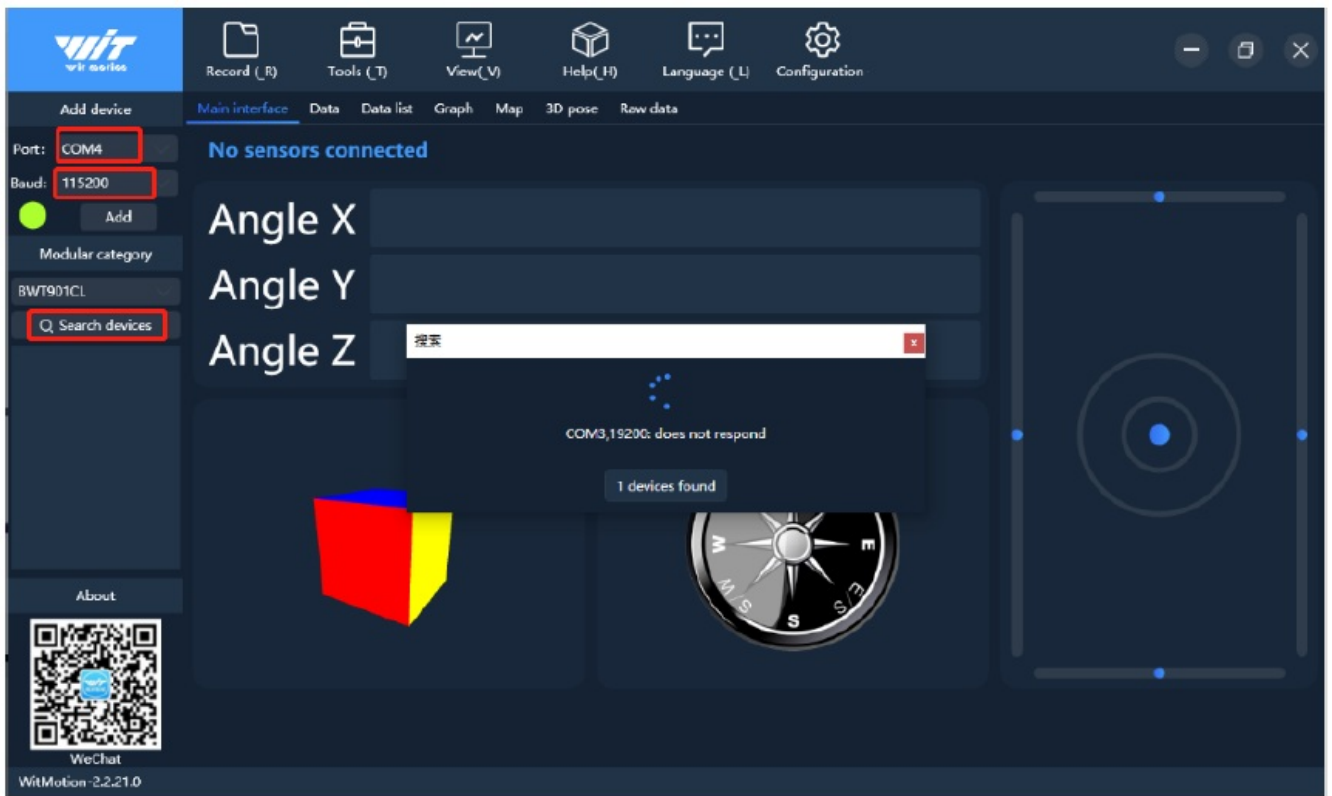 WiT
wit motion
Record (_R)
Tools (_T)
View(_V)
Help(_H)
Language (_L)
Configuration
Add device
Main interface
Data
Data list
Graph
Map
3D pose
Raw data
Port: COM4
Baud: 115200
Add
No sensors connected
Modular category
BWT901CL
Search devices
Angle X
Angle Y
Angle Z
搜索
x
COM3,19200: does not respond
1 devices found
W
E
S/W
S
S/E
About
WeChat
WitMotion-2.2.21.0